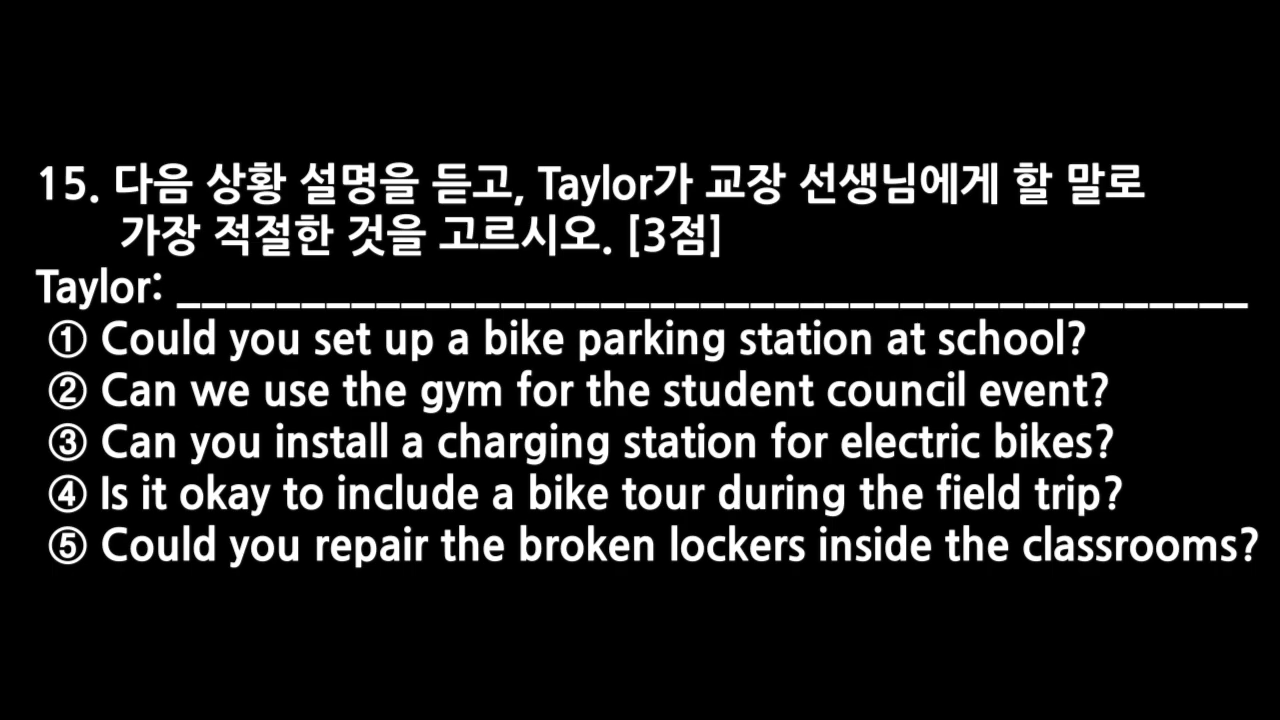 15. 다음 상황 설명을 듣고, Taylor가 교장 선생님에게 할 말로
가장 적절한 것을 고르시오. [3점]
Taylor: ____________________________________________
① Could you set up a bike parking station at school?
② Can we use the gym for the student council event?
③ Can you install a charging station for electric bikes?
④ Is it okay to include a bike tour during the field trip?
⑤ Could you repair the broken lockers inside the classrooms?